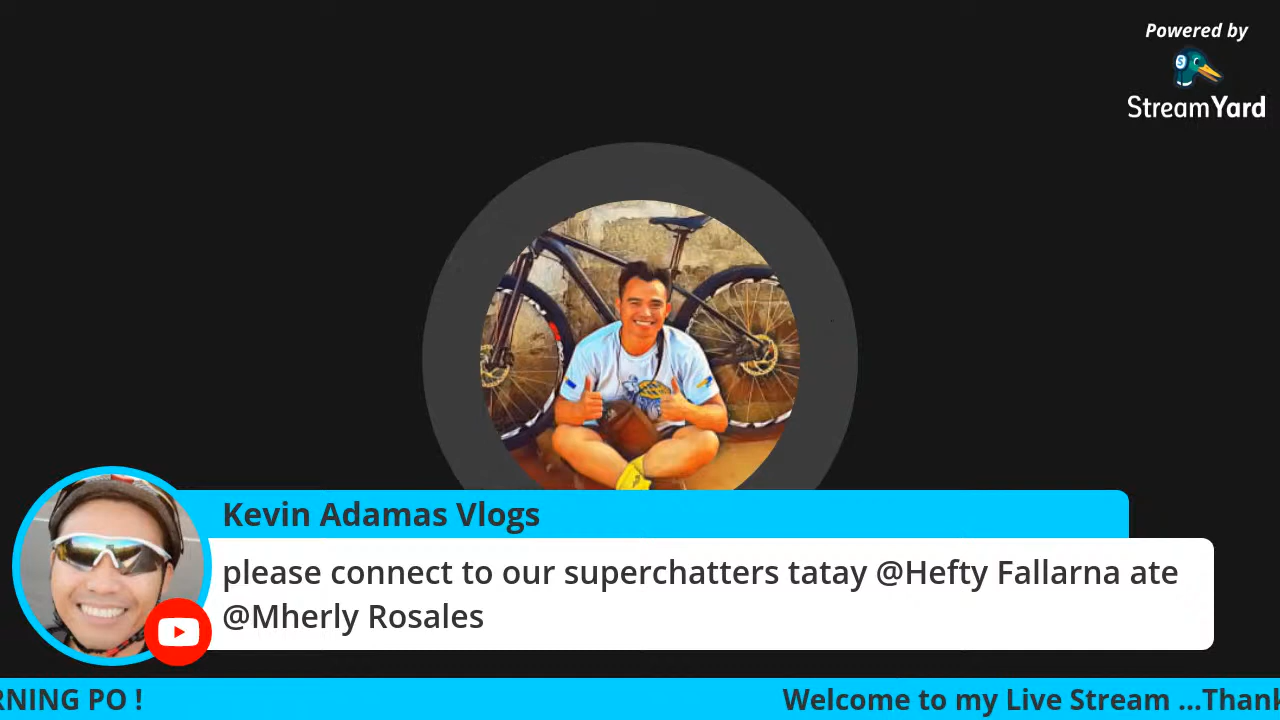 Powered by
StreamYard
Kevin Adamas Vlogs
please connect to our superchatters tatay @Hefty Fallarna ate
@Mherly Rosales
RNING PO !
Welcome to my Live Stream ...Thank